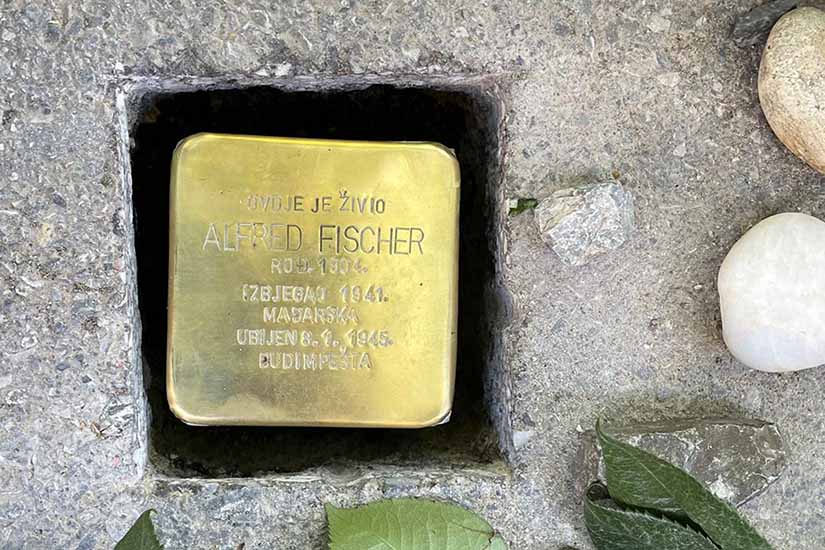 OVDJE JE ŽIVIO
ALFRED FISCHER
ROĐ. 1904.
IZBJEGAO 1941.
MAĐARSKA
UBIJEN 8. 1. 1945.
BUDIMPEŠTA